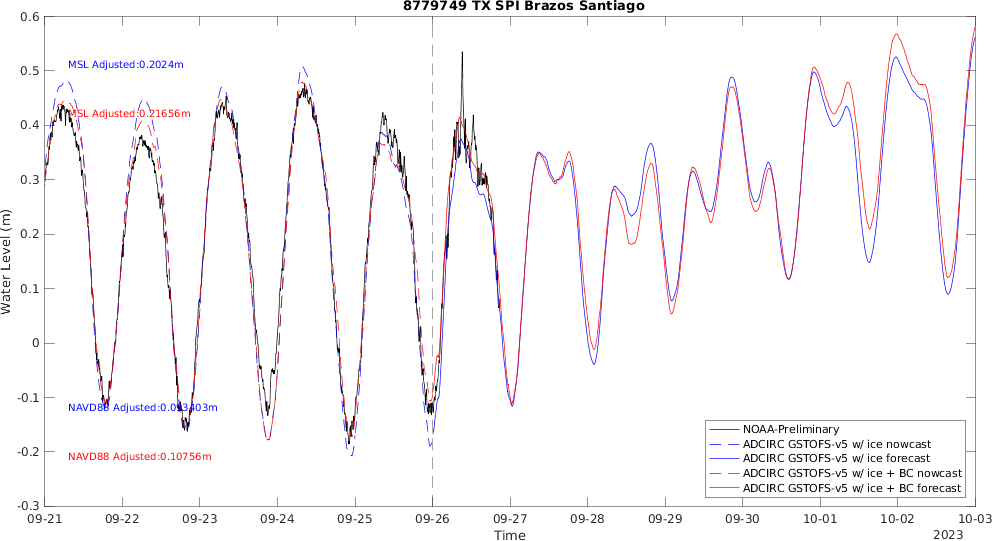 8779749 TX SPI Brazos Santiago
0.6
0.5
0.4
0.3
0.2
0.1
0
-0.1
-0.2
-0.3
Water Level (m)
MSL Adjusted:0.2024m
MSL Adjusted:0.21656m
NAVD88 Adjusted:0.093403m
NAVD88 Adjusted:0.10756m
NOAA-Preliminary
ADCIRC GSTOFS-v5 w/ ice nowcast
ADCIRC GSTOFS-v5 w/ ice forecast
ADCIRC GSTOFS-v5 w/ ice + BC nowcast
ADCIRC GSTOFS-v5 w/ ice + BC forecast
09-21 09-22 09-23 09-24 09-25 09-26 09-27 09-28 09-29 09-30 10-01 10-02 10-03
Time
2023